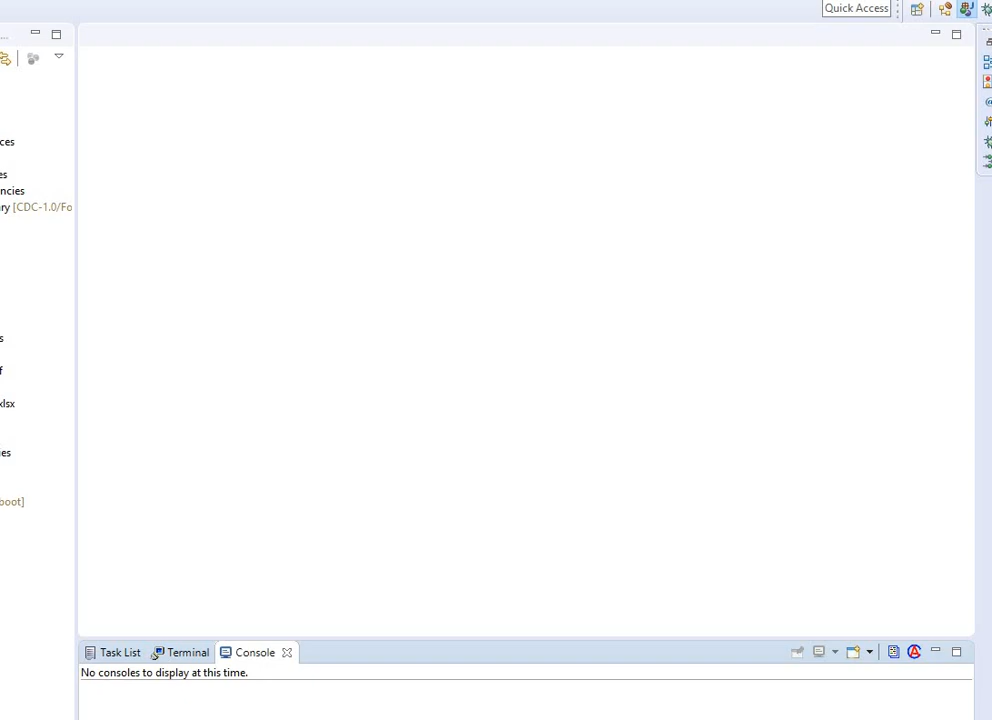 Quick Access
...
ces
es
ncies
ry [CDC-1.0/Fo
s
f
xlsx
ies
boot]
Task List
Terminal
Console
No consoles to display at this time.